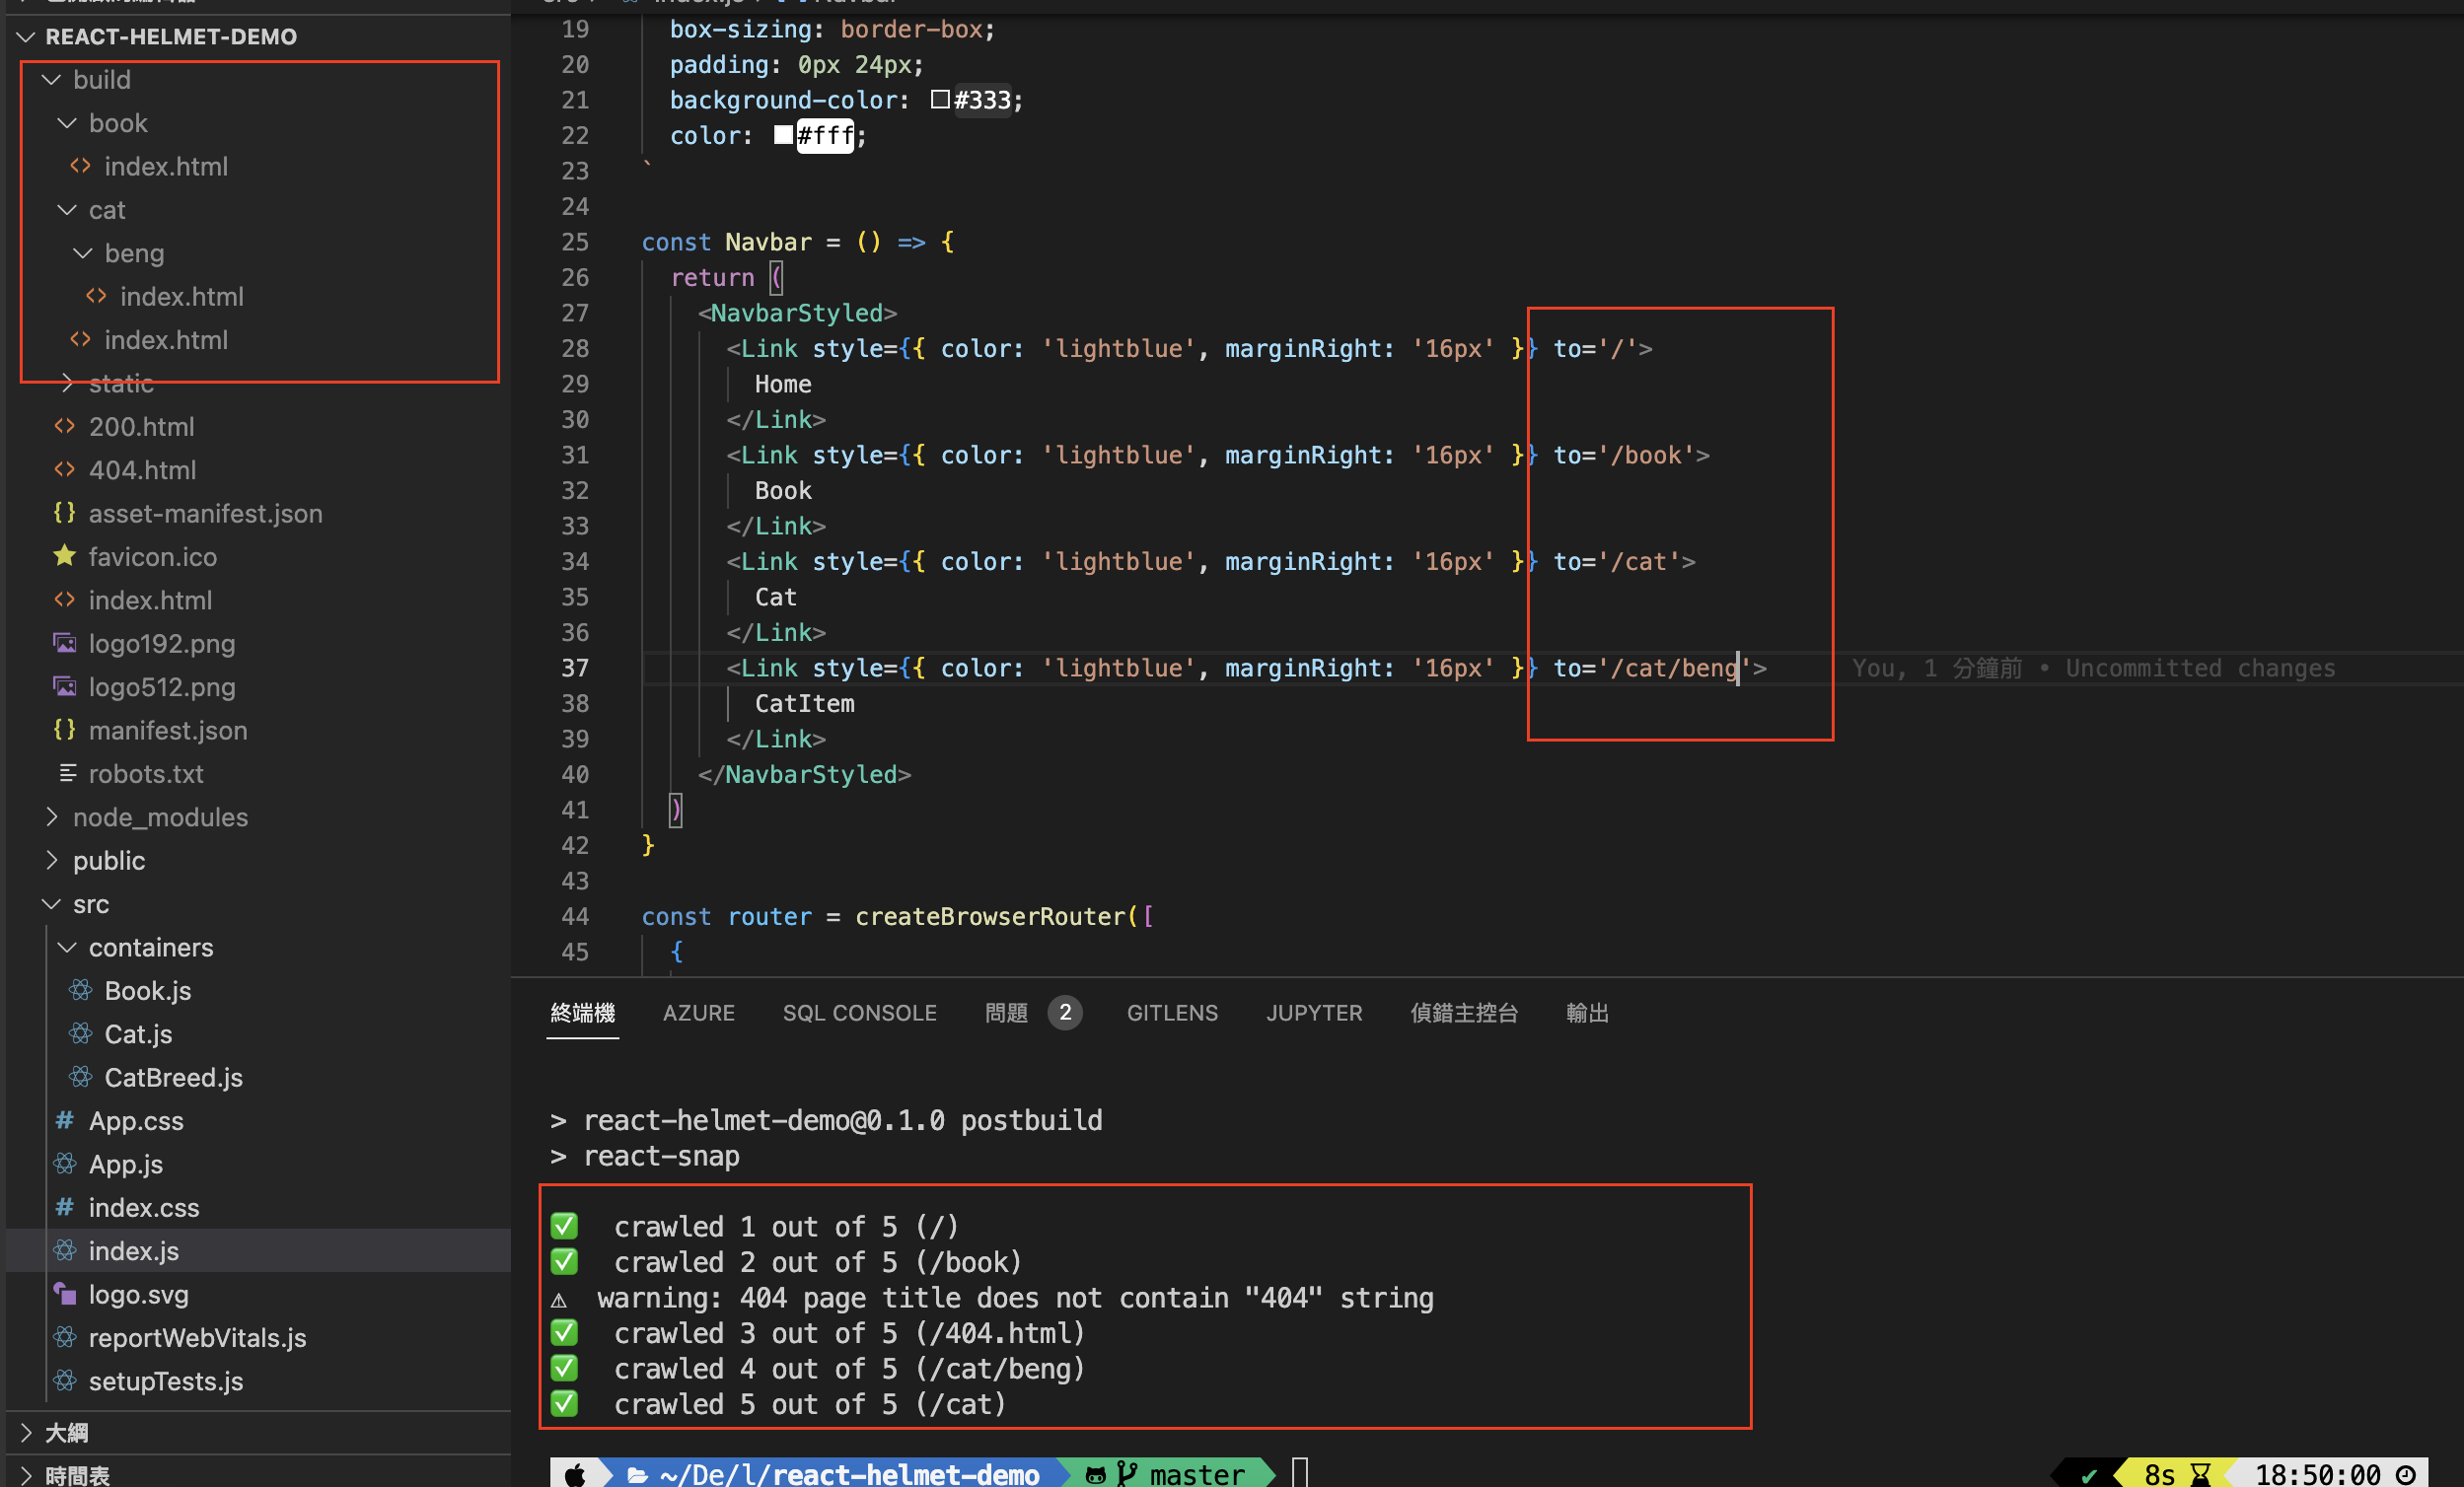 REACT-HELMET-DEMO
build
book
index.html
cat
beng
index.html
index.html
static
200.html
404.html
asset-manifest.json
favicon.ico
index.html
logo192.png
logo512.png
manifest.json
robots.txt
node_modules
public
src
containers
Book.js
Cat.js
CatBreed.js
App.css
App.js
index.css
index.js
logo.svg
reportWebVitals.js
setupTests.js
大綱
時間表
19 box-sizing: border-box;
20 padding: 0px 24px;
21 background-color: #333;
22 color: #fff;
23 `
24
25 const Navbar = () => {
26 return (
27 <NavbarStyled>
28 <Link style={{ color: 'lightblue', marginRight: '16px' }} to='/'>
29 Home
30 </Link>
31 <Link style={{ color: 'lightblue', marginRight: '16px' }} to='/book'>
32 Book
33 </Link>
34 <Link style={{ color: 'lightblue', marginRight: '16px' }} to='/cat'>
35 Cat
36 </Link>
37 <Link style={{ color: 'lightblue', marginRight: '16px' }} to='/cat/beng'> You, 1 分鐘前 • Uncommitted changes
38 CatItem
39 </Link>
40 </NavbarStyled>
41 )
42 }
43
44 const router = createBrowserRouter([
45 {
終端機 AZURE SQL CONSOLE 問題 2 GITLENS JUPYTER 偵錯主控台 輸出
> react-helmet-demo@0.1.0 postbuild
> react-snap
✅ crawled 1 out of 5 (/)
✅ crawled 2 out of 5 (/book)
⚠ warning: 404 page title does not contain "404" string
✅ crawled 3 out of 5 (/404.html)
✅ crawled 4 out of 5 (/cat/beng)
✅ crawled 5 out of 5 (/cat)
~/De/l/react-helmet-demo master ✔ 8s 18:50:00